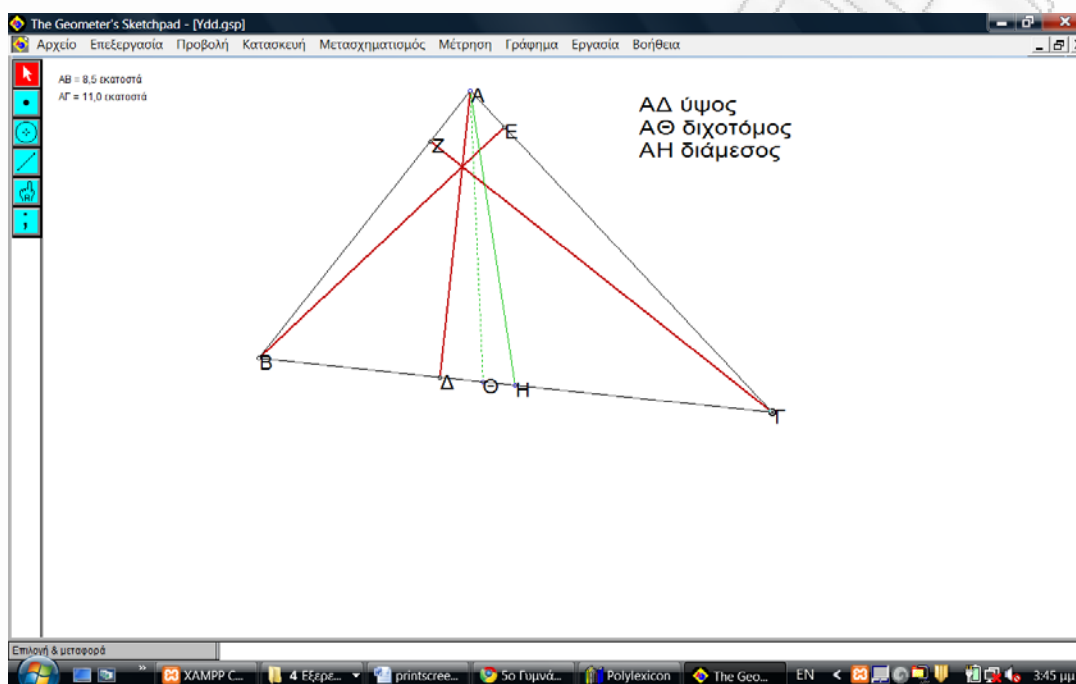 The Geometer's Sketchpad - [Ydd.gsp]
Αρχείο Επεξεργασία Προβολή Κατασκευή Μετασχηματισμός Μέτρηση Γράφημα Εργασία Βοήθεια
ΑΒ = 8,5 εκατοστά
ΑΓ = 11,0 εκατοστά
ΑΔ ύψος
ΑΘ διχοτόμος
ΑΗ διάμεσος
Α
Ε
Ζ
Β
Δ
Θ
Η
Γ
Επιλογή & μεταφορά
XAMPP C... 4 Εξερε... printscree... 5ο Γυμνά... Polylexicon The Geo... EN 3:45 μμ